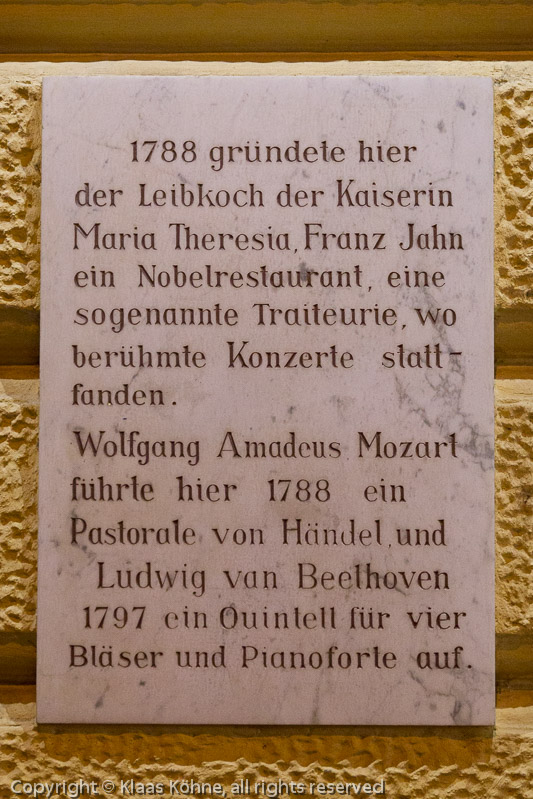 1788 gründete hier
der Leibkoch der Kaiserin
Maria Theresia, Franz Jahn
ein Nobelrestaurant, eine
sogenannte Traiteurie, wo
berühmte Konzerte statt-
fanden.
Wolfgang Amadeus Mozart
führte hier 1788 ein
Pastorale von Händel, und
Ludwig van Beethoven
1797 ein Quintett für vier
Bläser und Pianoforte auf.
Copyright © Klaas Köhne, all rights reserved